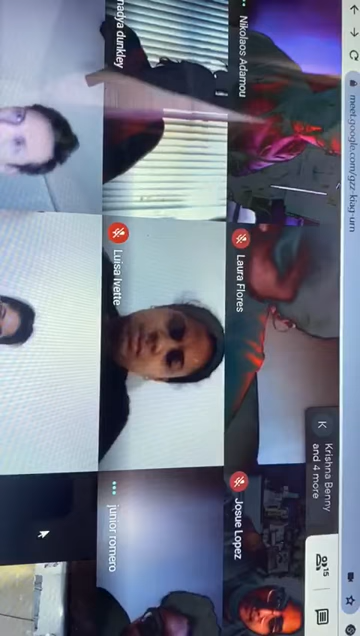 meet.google.com/gzz-kiag-urn
Krishna Benny
and 4 more
K
15
Nikolaos Adamou
Laura Flores
Josue Lopez
nadya dunkley
Luisa Ivette
junior romero